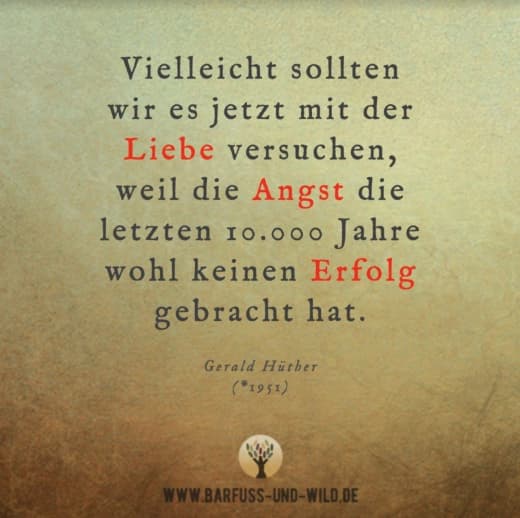 Vielleicht sollten
wir es jetzt mit der
Liebe versuchen,
weil die Angst die
letzten 10.000 Jahre
wohl keinen Erfolg
gebracht hat.
Gerald Hüther
(*1951)
WWW.BARFUSS-UND-WILD.DE